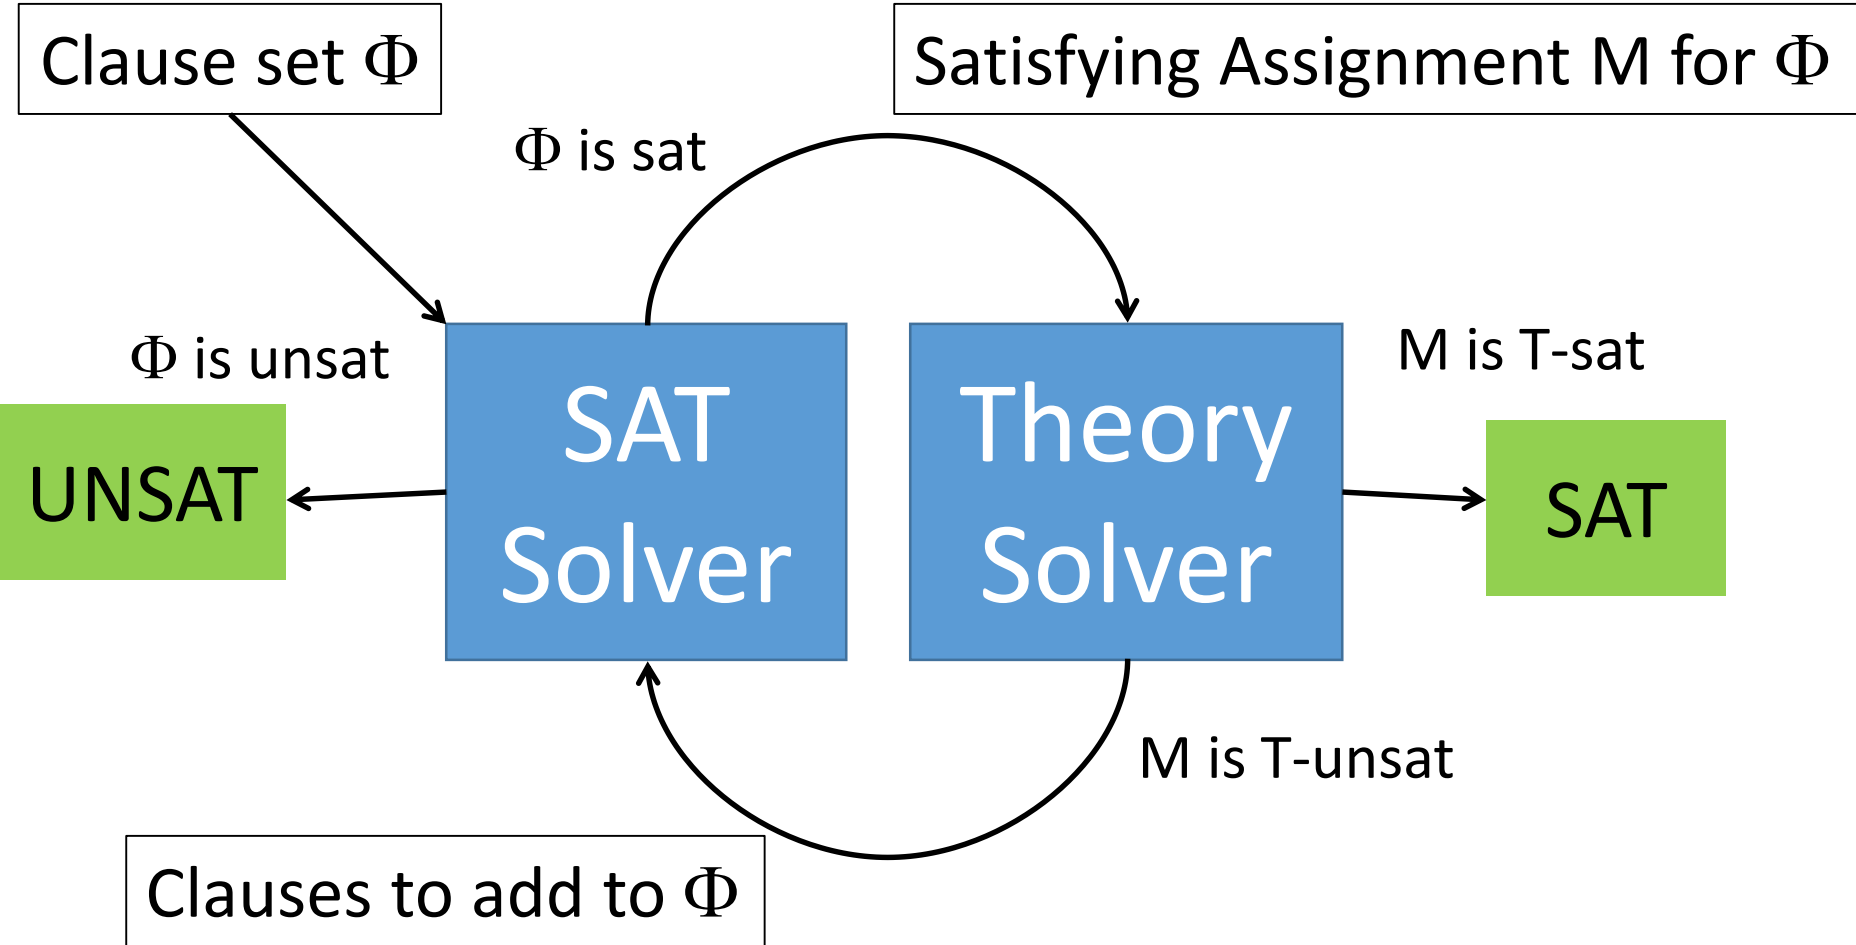 Clause set Φ
Satisfying Assignment M for Φ
Φ is sat
Φ is unsat
M is T-sat
UNSAT
SAT
Solver
Theory
Solver
SAT
M is T-unsat
Clauses to add to Φ